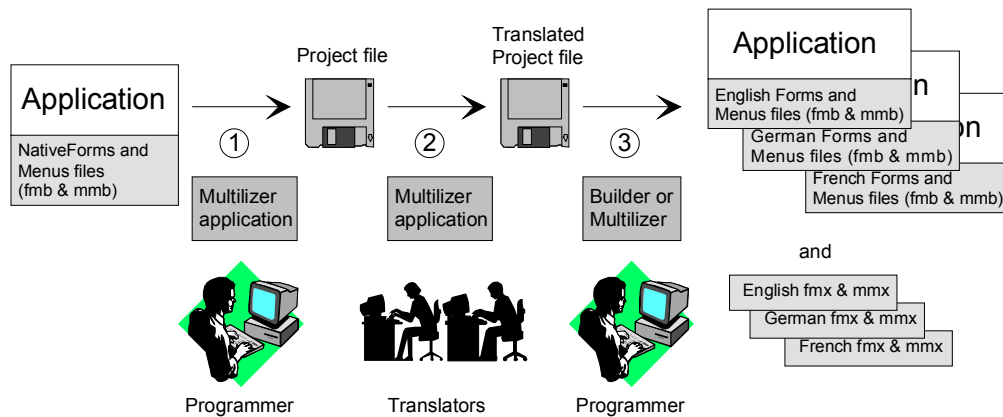 Project file
Translated
Project file
Application
NativeForms and
Menus files
(fmb & mmb)
1
2
3
Multilizer
application
Multilizer
application
Builder or
Multilizer
Programmer
Translators
Programmer
Application
English Forms and
Menus files (fmb & mmb)
n
German Forms and
Menus files (fmb & mmb)
on
French Forms and
Menus files (fmb & mmb)
and
English fmx & mmx
German fmx & mmx
French fmx & mmx